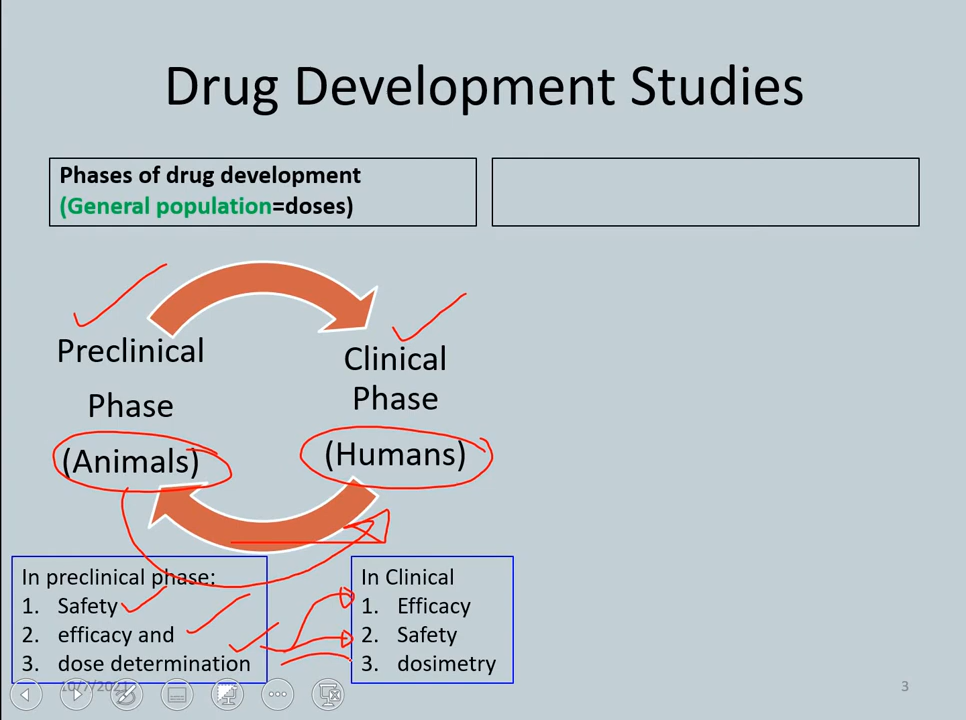 Drug Development Studies
Phases of drug development
(General population=doses)
Preclinical
Phase
(Animals)
Clinical
Phase
(Humans)
In preclinical phase:
1. Safety
2. efficacy and
3. dose determination
In Clinical
1. Efficacy
2. Safety
3. dosimetry
3